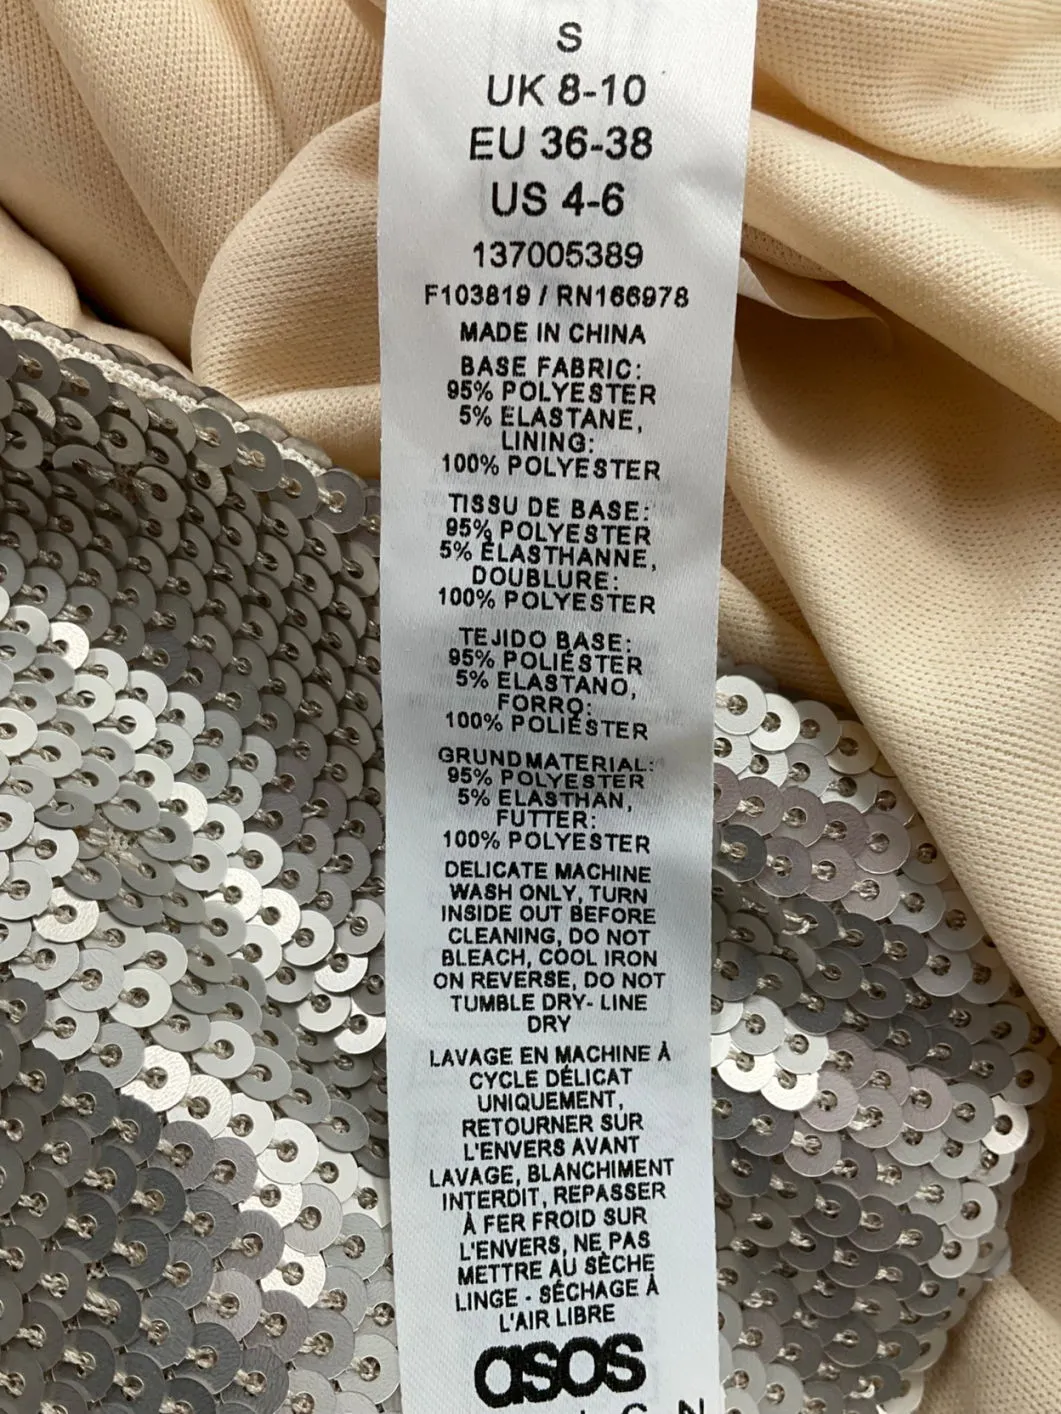 S
UK 8-10
EU 36-38
US 4-6
137005389
F103819 / RN166978
MADE IN CHINA
BASE FABRIC:
95% POLYESTER
5% ELASTANE,
LINING:
100% POLYESTER
TISSU DE BASE:
95% POLYESTER
5% ÉLASTHANNE,
DOUBLURE:
100% POLYESTER
TEJIDO BASE:
95% POLIÉSTER
5% ELASTANO,
FORRO:
100% POLIÉSTER
GRUNDMATERIAL:
95% POLYESTER
5% ELASTHAN,
FUTTER:
100% POLYESTER
DELICATE MACHINE
WASH ONLY, TURN
INSIDE OUT BEFORE
CLEANING, DO NOT
BLEACH, COOL IRON
ON REVERSE, DO NOT
TUMBLE DRY- LINE
DRY
LAVAGE EN MACHINE À
CYCLE DÉLICAT
UNIQUEMENT,
RETOURNER SUR
L'ENVERS AVANT
LAVAGE, BLANCHIMENT
INTERDIT, REPASSER
À FER FROID SUR
L'ENVERS, NE PAS
METTRE AU SÈCHE
LINGE - SÉCHAGE À
L'AIR LIBRE
asos